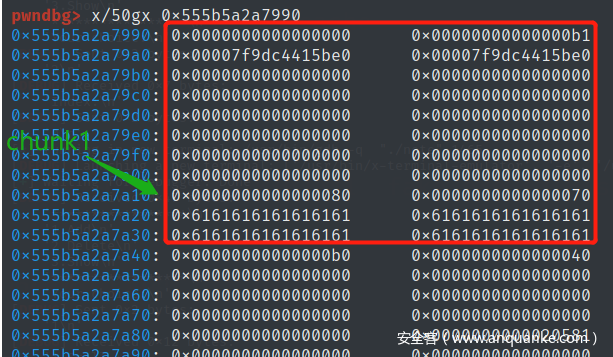 pwndbg> x/50gx 0x555b5a2a7990
0x555b5a2a7990: 0x0000000000000000 0x00000000000000b1
0x555b5a2a79a0: 0x00007f9dc4415be0 0x00007f9dc4415be0
0x555b5a2a79b0: 0x0000000000000000 0x0000000000000000
0x555b5a2a79c0: 0x0000000000000000 0x0000000000000000
0x555b5a2a79d0: 0x0000000000000000 0x0000000000000000
0x555b5a2a79e0: 0x0000000000000000 0x0000000000000000
chunk1
0x555b5a2a79f0: 0x0000000000000000 0x0000000000000000
0x555b5a2a7a00: 0x0000000000000000 0x0000000000000000
0x555b5a2a7a10: 0x0000000000000080 0x0000000000000070
0x555b5a2a7a20: 0x6161616161616161 0x6161616161616161
0x555b5a2a7a30: 0x6161616161616161 0x6161616161616161
0x555b5a2a7a40: 0x00000000000000b0 0x0000000000000040
0x555b5a2a7a50: 0x0000000000000000 0x0000000000000000
0x555b5a2a7a60: 0x0000000000000000 0x0000000000000000
0x555b5a2a7a70: 0x0000000000000000 0x0000000000000000
0x555b5a2a7a80: 0x0000000000000000 0x0000000000020581
安全客 ( www.anquanke.com )